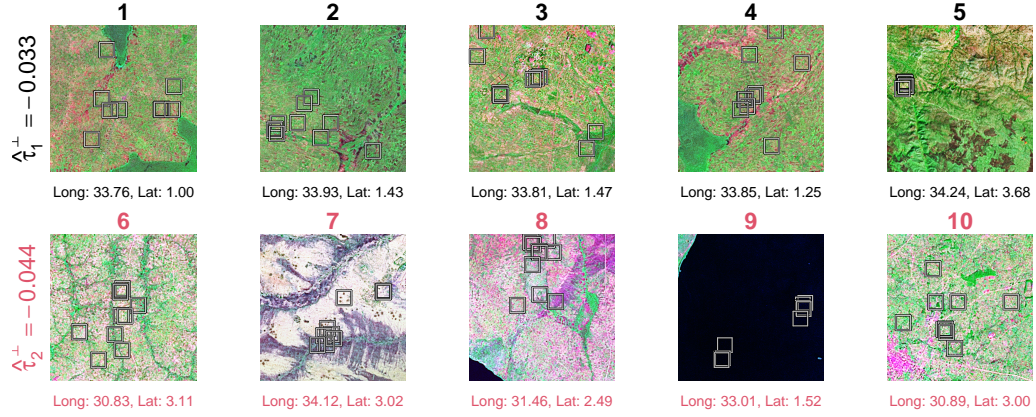 1 2 3 4 5
τ̂₁^⊥ = −0.033
Long: 33.76, Lat: 1.00 Long: 33.93, Lat: 1.43 Long: 33.81, Lat: 1.47 Long: 33.85, Lat: 1.25 Long: 34.24, Lat: 3.68
6 7 8 9 10
τ̂₂^⊥ = −0.044
Long: 30.83, Lat: 3.11 Long: 34.12, Lat: 3.02 Long: 31.46, Lat: 2.49 Long: 33.01, Lat: 1.52 Long: 30.89, Lat: 3.00